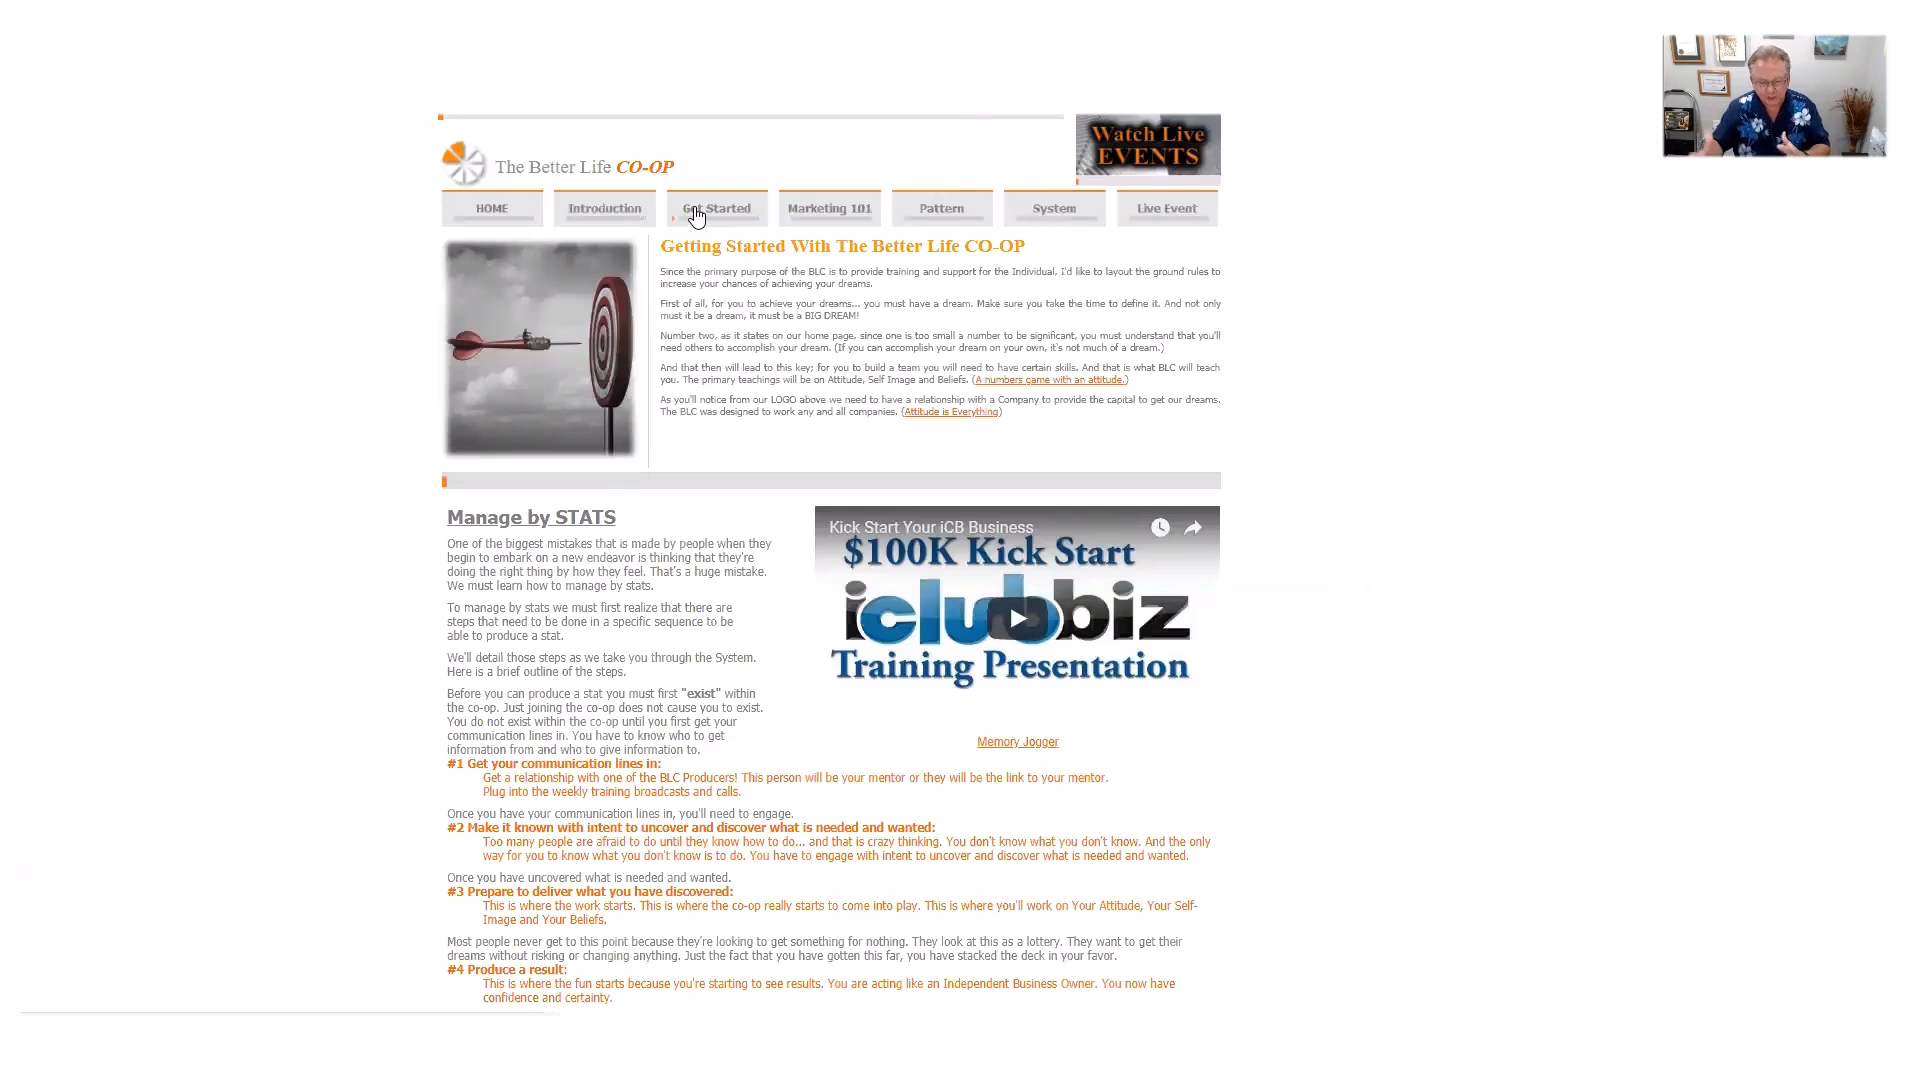 Watch Live
EVENTS
The Better Life CO-OP
HOME
Introduction
Get Started
Marketing 101
Pattern
System
Live Event
Getting Started With The Better Life CO-OP
Since the primary purpose of the BLC is to provide training and support for the Individual, I'd like to layout the ground rules to
increase your chances of achieving your dreams.
First of all, for you to achieve your dreams... you must have a dream. Make sure you take the time to define it. And not only
must it be a dream, it must be a BIG DREAM!
Number two, as it states on our home page, since one is too small a number to be significant, you must understand that you'll
need others to accomplish your dream. (If you can accomplish your dream on your own, it's not much of a dream.)
And that then will lead to this key; for you to build a team you will need to have certain skills. And that is what BLC will teach
you. The primary teachings will be on Attitude, Self Image and Beliefs. (A numbers game with an attitude.)
As you'll notice from our LOGO above we need to have a relationship with a Company to provide the capital to get our dreams.
The BLC was designed to work any and all companies. (Attitude is Everything)
Manage by STATS
One of the biggest mistakes that is made by people when they
begin to embark on a new endeavor is thinking that they're
doing the right thing by how they feel. That's a huge mistake.
We must learn how to manage by stats.
To manage by stats we must first realize that there are
steps that need to be done in a specific sequence to be
able to produce a stat.
We'll detail those steps as we take you through the System.
Here is a brief outline of the steps.
Before you can produce a stat you must first "exist" within
the co-op. Just joining the co-op does not cause you to exist.
You do not exist within the co-op until you first get your
communication lines in. You have to know who to get
information from and who to give information to.
Kick Start Your iCB Business
$100K Kick Start
iclubbiz
Training Presentation
Memory Jogger
#1 Get your communication lines in:
Get a relationship with one of the BLC Producers! This person will be your mentor or they will be the link to your mentor.
Plug into the weekly training broadcasts and calls.
Once you have your communication lines in, you'll need to engage.
#2 Make it known with intent to uncover and discover what is needed and wanted:
Too many people are afraid to do until they know how to do... and that is crazy thinking. You don't know what you don't know. And the only
way for you to know what you don't know is to do. You have to engage with intent to uncover and discover what is needed and wanted.
Once you have uncovered what is needed and wanted.
#3 Prepare to deliver what you have discovered:
This is where the work starts. This is where the co-op really starts to come into play. This is where you'll work on Your Attitude, Your Self-
Image and Your Beliefs.
Most people never get to this point because they're looking to get something for nothing. They look at this as a lottery. They want to get their
dreams without risking or changing anything. Just the fact that you have gotten this far, you have stacked the deck in your favor.
#4 Produce a result:
This is where the fun starts because you're starting to see results. You are acting like an Independent Business Owner. You now have
confidence and certainty.